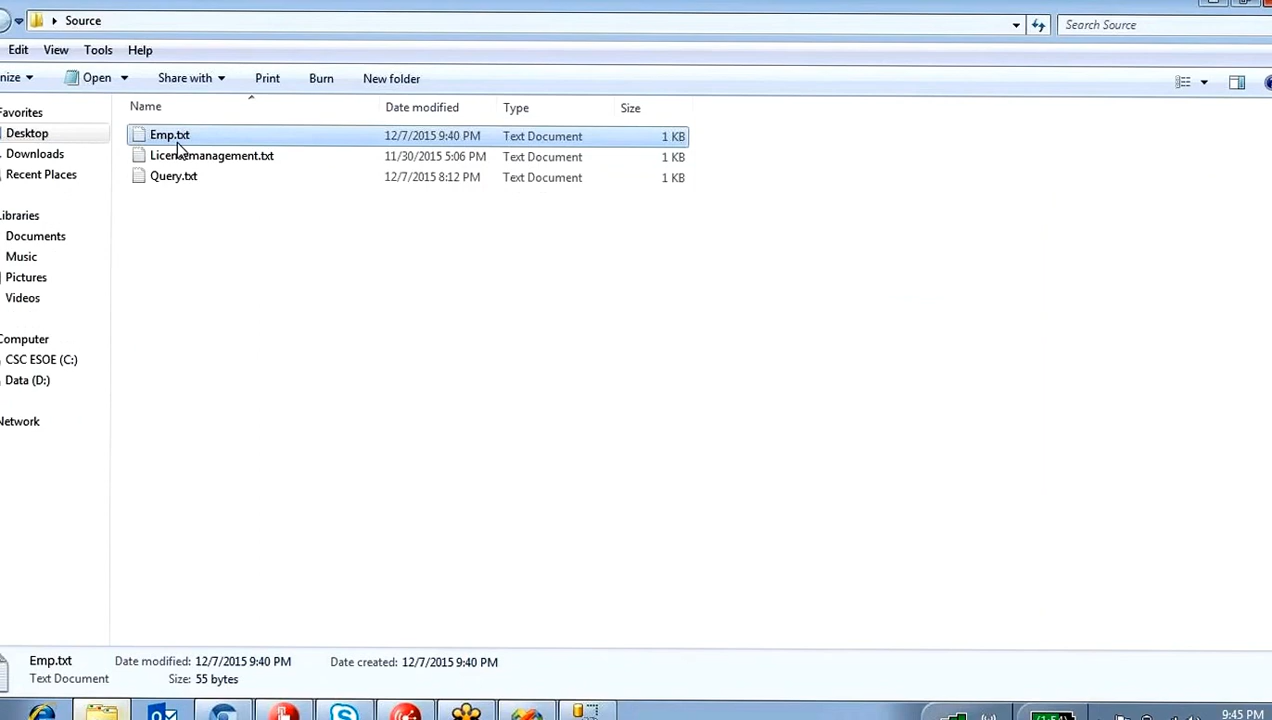 Source
Search Source
Edit View Tools Help
nize Open Share with Print Burn New folder
Name Date modified Type Size
Favorites
Desktop
Downloads
Recent Places
Libraries
Documents
Music
Pictures
Videos
Computer
CSC ESOE (C:)
Data (D:)
Network
Emp.txt 12/7/2015 9:40 PM Text Document 1 KB
Licensemanagement.txt 11/30/2015 5:06 PM Text Document 1 KB
Query.txt 12/7/2015 8:12 PM Text Document 1 KB
Emp.txt Date modified: 12/7/2015 9:40 PM Date created: 12/7/2015 9:40 PM
Text Document Size: 55 bytes
(1:54) 9:45 PM